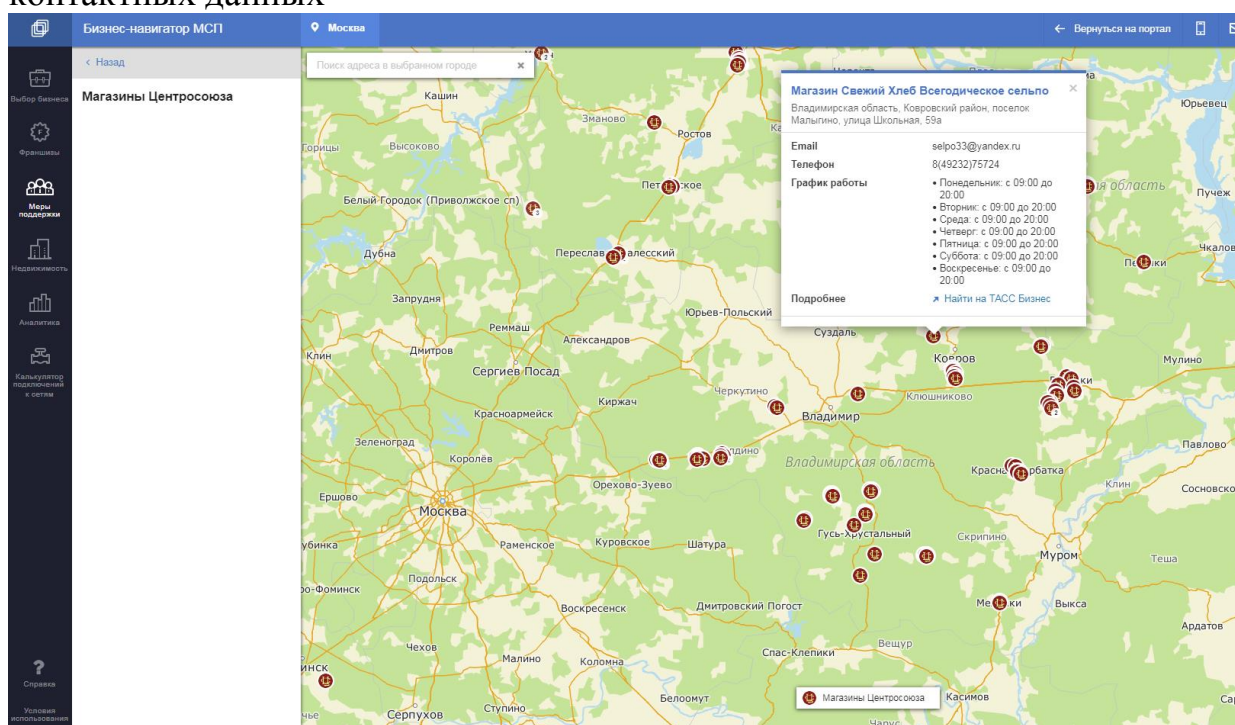 контактных данных
Бизнес-навигатор МСП
Москва
← Вернуться на портал
‹ Назад
Магазины Центросоюза
Выбор бизнеса
Франшизы
Меры
поддержки
Недвижимость
Аналитика
Калькулятор
подключений
к сетям
?
Справка
Условия
использования
Поиск адреса в выбранном городе
Магазин Свежий Хлеб Всегодическое сельпо
Владимирская область, Ковровский район, поселок
Малыгино, улица Школьная, 59а
Email selpo33@yandex.ru
Телефон 8(49232)75724
График работы • Понедельник: с 09:00 до
20:00
• Вторник: с 09:00 до 20:00
• Среда: с 09:00 до 20:00
• Четверг: с 09:00 до 20:00
• Пятница: с 09:00 до 20:00
• Суббота: с 09:00 до 20:00
• Воскресенье: с 09:00 до
20:00
Подробнее Найти на ТАСС Бизнес
Кашин
Юрьевец
Зманово
Ростов
Горицы
Высоково
Пучеж
Белый Городок (Приволжское сп)
3
Дубна
Чкалов
Запрудня
Юрьев-Польский
Реммаш
Александров
Суздаль
Клин
Дмитров
Ковров
Мулино
Сергиев Посад
Черкутино
Киржач
Клюшниково
Красноармейск
Владимир
2
Зеленоград
Павлово
Королёв
Владимирская область
Орехово-Зуево
Клин
Сосновско
Ершово
Москва
Гусь-Хрустальный
Скрипино
Раменское
Куровское
Шатура
Муром
Теша
Подольск
ро-Фоминск
Воскресенск
Дмитровский Погост
Выкса
Ардатов
Чехов
Вещур
Малино
Коломна
Спас-Клепики
Магазины Центросоюза
Белоомут
Касимов
Серпухов
Ступино